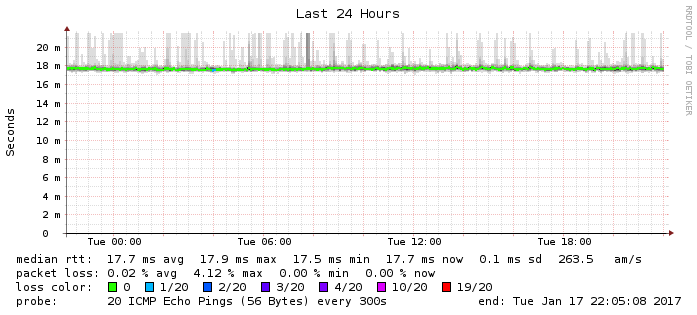 Last 24 Hours
RRDTOOL / TOBI OETIKER
Seconds
20 m
18 m
16 m
14 m
12 m
10 m
8 m
6 m
4 m
2 m
0
Tue 00:00 Tue 06:00 Tue 12:00 Tue 18:00
median rtt: 17.7 ms avg 17.9 ms max 17.5 ms min 17.7 ms now 0.1 ms sd 263.5 am/s
packet loss: 0.02 % avg 4.12 % max 0.00 % min 0.00 % now
loss color: 0 1/20 2/20 3/20 4/20 10/20 19/20
probe: 20 ICMP Echo Pings (56 Bytes) every 300s end: Tue Jan 17 22:05:08 2017